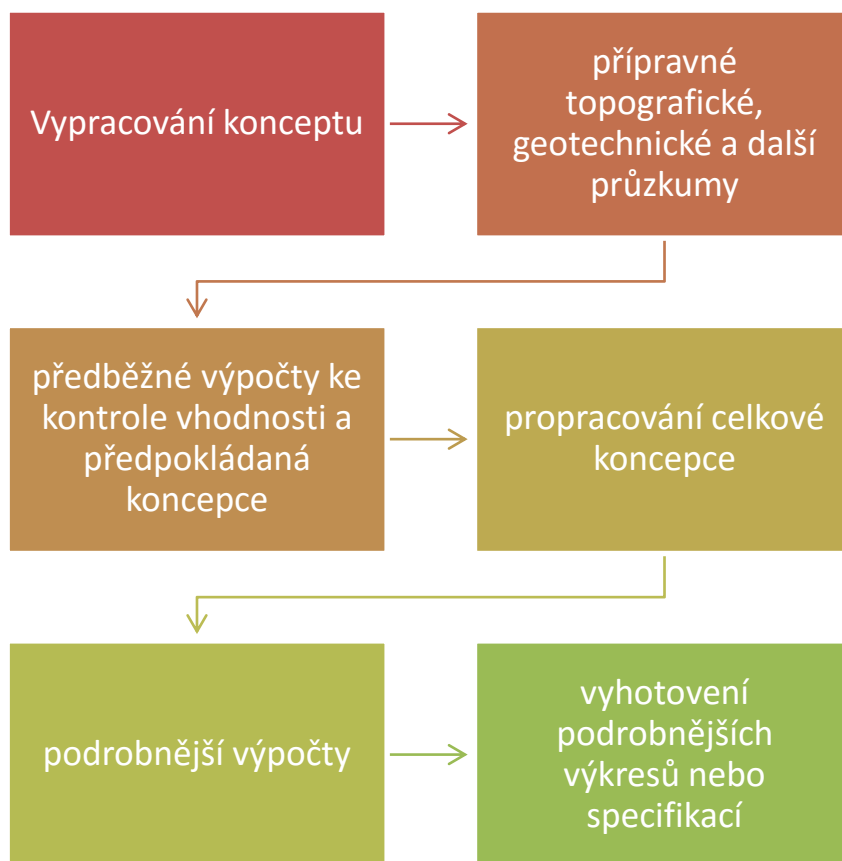 Vypracování konceptu
přípravné
topografické,
geotechnické a další
průzkumy
předběžné výpočty ke
kontrole vhodnosti a
předpokládaná
koncepce
propracování celkové
koncepce
podrobnější výpočty
vyhotovení
podrobnějších
výkresů nebo
specifikací